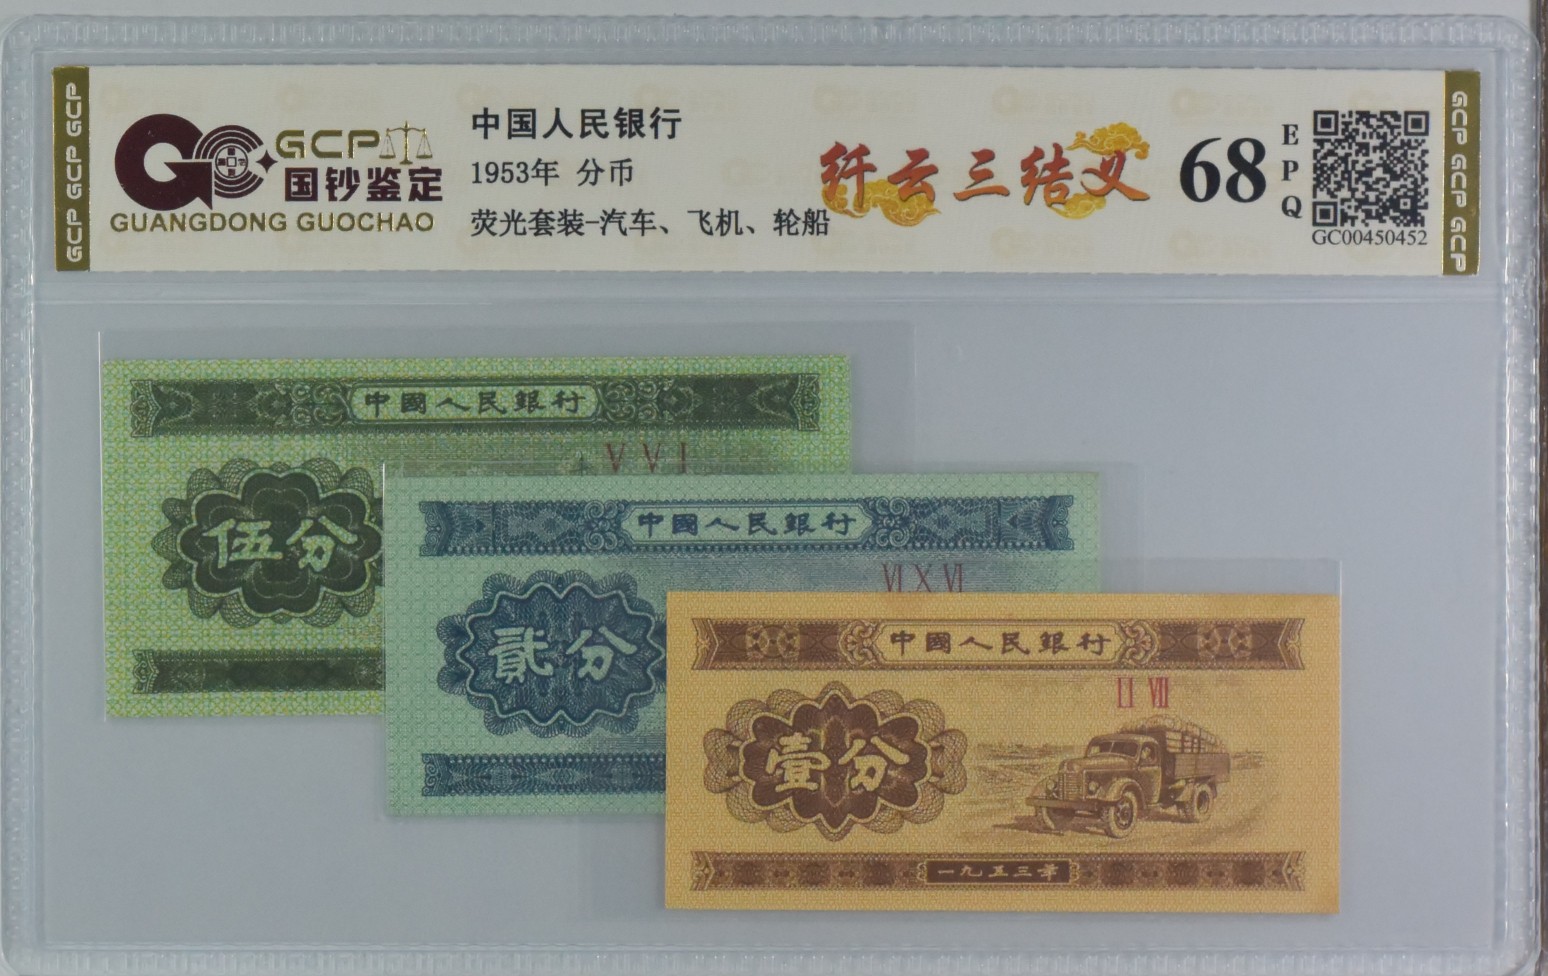 GCP GCP GCP
GCP
国钞鉴定
GUANGDONG GUOCHAO
中国人民银行
1953年 分币
荧光套装-汽车、飞机、轮船
纤云三结义
68
EPQ
GC00450452
GCP GCP GCP
中國人民銀行
V V I
伍分
中國人民銀行
VI X VI
貳分
中國人民銀行
II VII
壹分
一九五三年